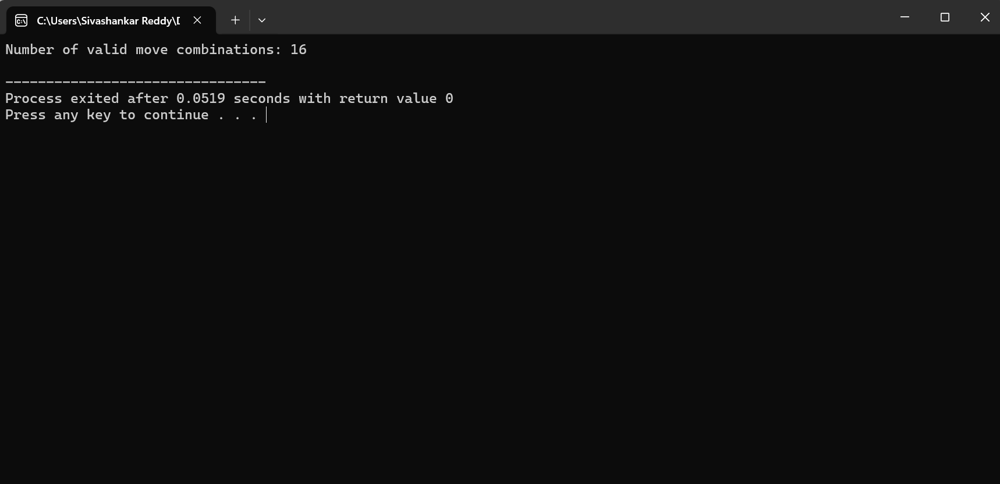 C:\Users\Sivashankar Reddy\[
Number of valid move combinations: 16
--------------------------------
Process exited after 0.0519 seconds with return value 0
Press any key to continue . . .